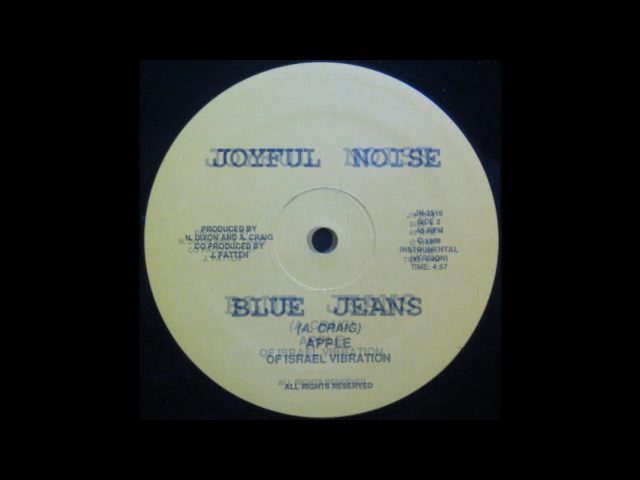 JOYFUL NOISE
PRODUCED BY
N. DIXON AND A. CRAIG
CO PRODUCED BY
J. PATTEN
SIDE 2
45 RPM
INSTRUMENTAL
(VERSION)
TIME: 4:57
BLUE JEANS
(A. CRAIG)
APPLE
OF ISRAEL VIBRATION
ALL RIGHTS RESERVED